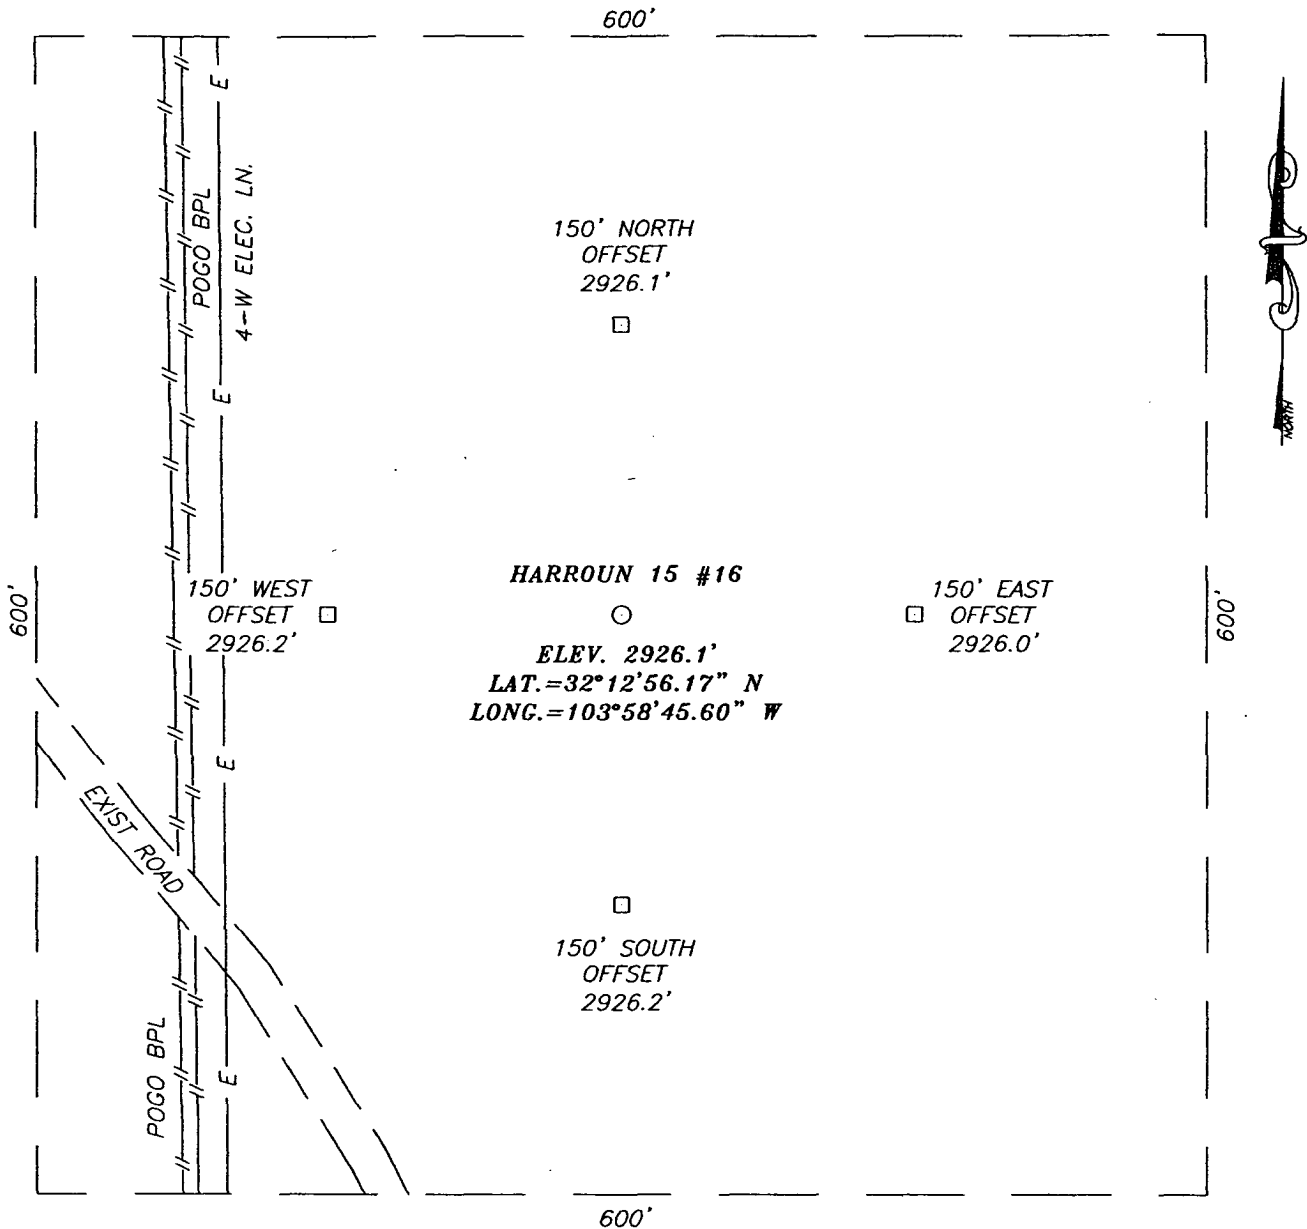 600'
POGO BPL
4-W ELEC. LN.
E
E
150' NORTH
OFFSET
2926.1'
NORTH
600'
150' WEST
OFFSET
2926.2'
HARROUN 15 #16
ELEV. 2926.1'
LAT.=32°12'56.17" N
LONG.=103°58'45.60" W
150' EAST
OFFSET
2926.0'
600'
E
EXIST ROAD
150' SOUTH
OFFSET
2926.2'
POGO BPL
E
600'